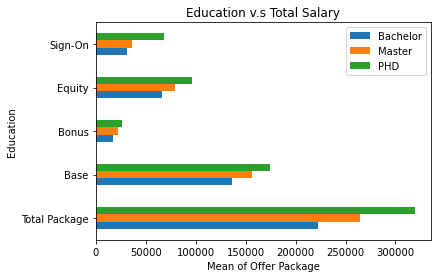 Education v.s Total Salary
Bachelor
Master
PHD
Sign-On
Equity
Bonus
Base
Total Package
Education
0 50000 100000 150000 200000 250000 300000
Mean of Offer Package